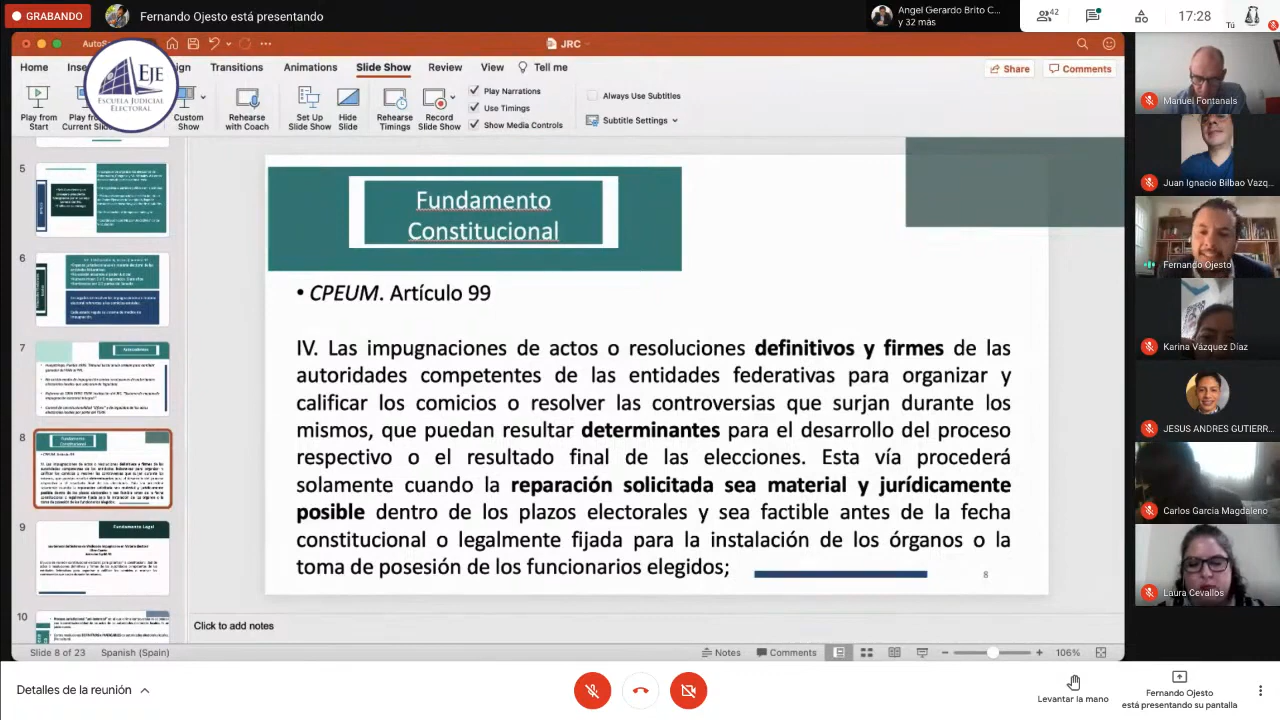 GRABANDO
Fernando Ojesto está presentando
Angel Gerardo Brito C...
y 32 más
42
17:28
Tú
JRC
Home
Transitions
Animations
Slide Show
Review
View
Tell me
Share
Comments
EJE
ESCUELA JUDICIAL
ELECTORAL
Play from
Start
Custom
Show
Rehearse
with Coach
Set Up
Slide Show
Hide
Slide
Rehearse
Timings
Record
Slide Show
Play Narrations
Use Timings
Show Media Controls
Always Use Subtitles
Subtitle Settings
5
6
7
8
9
10
Fundamento
Constitucional
• CPEUM. Artículo 99
IV. Las impugnaciones de actos o resoluciones definitivos y firmes de las
autoridades competentes de las entidades federativas para organizar y
calificar los comicios o resolver las controversias que surjan durante los
mismos, que puedan resultar determinantes para el desarrollo del proceso
respectivo o el resultado final de las elecciones. Esta vía procederá
solamente cuando la reparación solicitada sea material y jurídicamente
posible dentro de los plazos electorales y sea factible antes de la fecha
constitucional o legalmente fijada para la instalación de los órganos o la
toma de posesión de los funcionarios elegidos;
8
Click to add notes
Slide 8 of 23
Spanish (Spain)
Notes
Comments
106%
Manuel Fontanals
Juan Ignacio Bilbao Vazq...
Fernando Ojesto
Karina Vázquez Díaz
JESUS ANDRES GUTIERR...
Carlos Garcia Magdaleno
Laura Cevallos
Detalles de la reunión
Levantar la mano
Fernando Ojesto
está presentando su pantalla